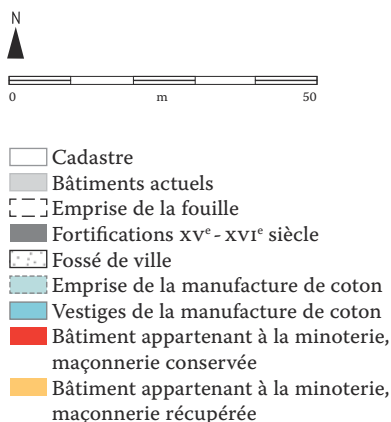 N
0 m 50
Cadastre
Bâtiments actuels
Emprise de la fouille
Fortifications XVe - XVIe siècle
Fossé de ville
Emprise de la manufacture de coton
Vestiges de la manufacture de coton
Bâtiment appartenant à la minoterie,
maçonnerie conservée
Bâtiment appartenant à la minoterie,
maçonnerie récupérée